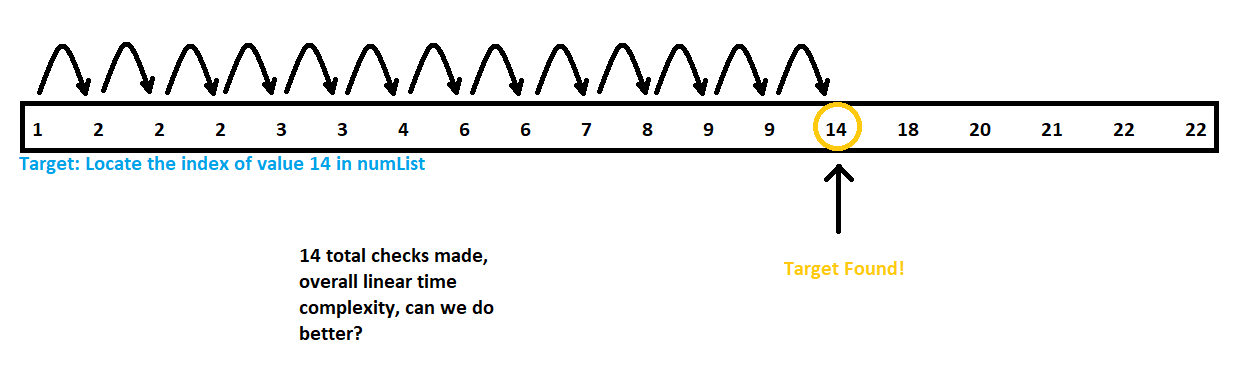 1 2 2 2 3 3 4 6 6 7 8 9 9 14 18 20 21 22 22
Target: Locate the index of value 14 in numList
14 total checks made,
overall linear time
complexity, can we do
better?
Target Found!